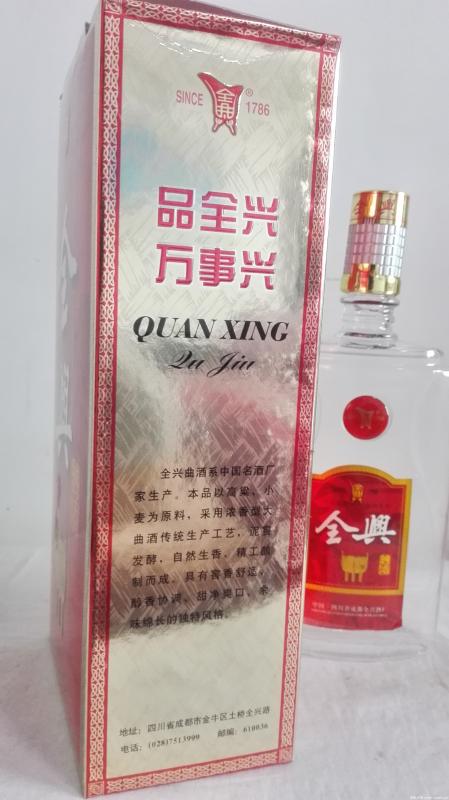 SINCE 全興 ® 1786
品全兴
万事兴
QUAN XING
Qu Jiu
全兴曲酒系中国名酒厂
家生产。本品以高粱、小
麦为原料,采用浓香型大
曲酒传统生产工艺,泥窖
发酵,自然生香,精工酿
制而成。具有窖香舒适,
醇香协调,甜净爽口,余
味绵长的独特风格。
地址:四川省成都市金牛区土桥全兴路
电话:(028)7513999 邮编:610036
全興